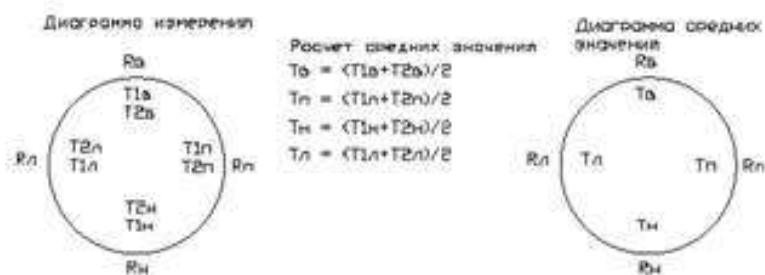 Диаграмма измерения
Rв
T1в
T2в
Rл
T2л
T1л
T1п
T2п
Rп
T2н
T1н
Rн
Расчет средних значений
Tв = (T1в+T2в)/2
Tп = (T1п+T2п)/2
Tн = (T1н+T2н)/2
Tл = (T1л+T2л)/2
Диаграмма средних
значений
Rв
Tв
Rл
Tл
Tп
Rп
Tн
Rн